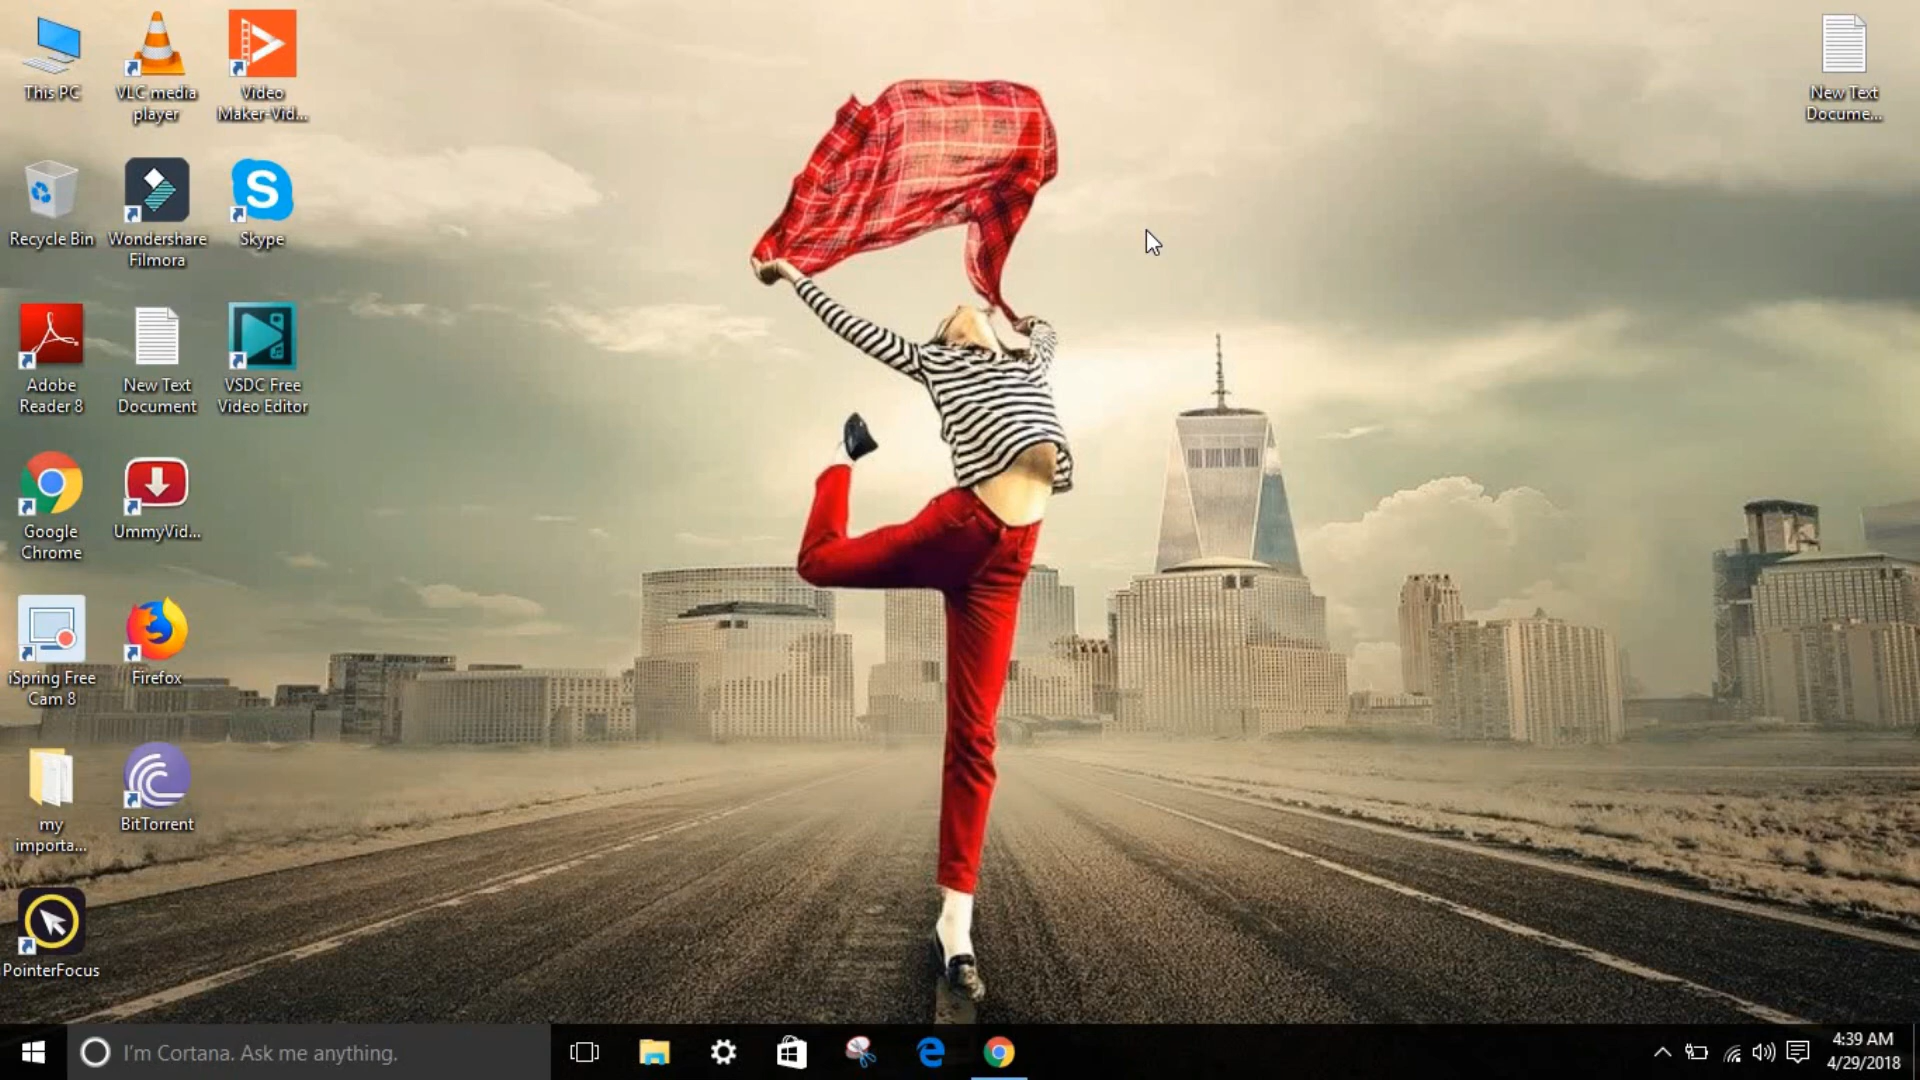 This PC
VLC media
player
Video
Maker-Vid...
New Text
Docume...
Recycle Bin
Wondershare
Filmora
Skype
Adobe
Reader 8
New Text
Document
VSDC Free
Video Editor
Google
Chrome
UmmyVid...
iSpring Free
Cam 8
Firefox
my
importa...
BitTorrent
PointerFocus
I'm Cortana. Ask me anything.
4:39 AM
4/29/2018